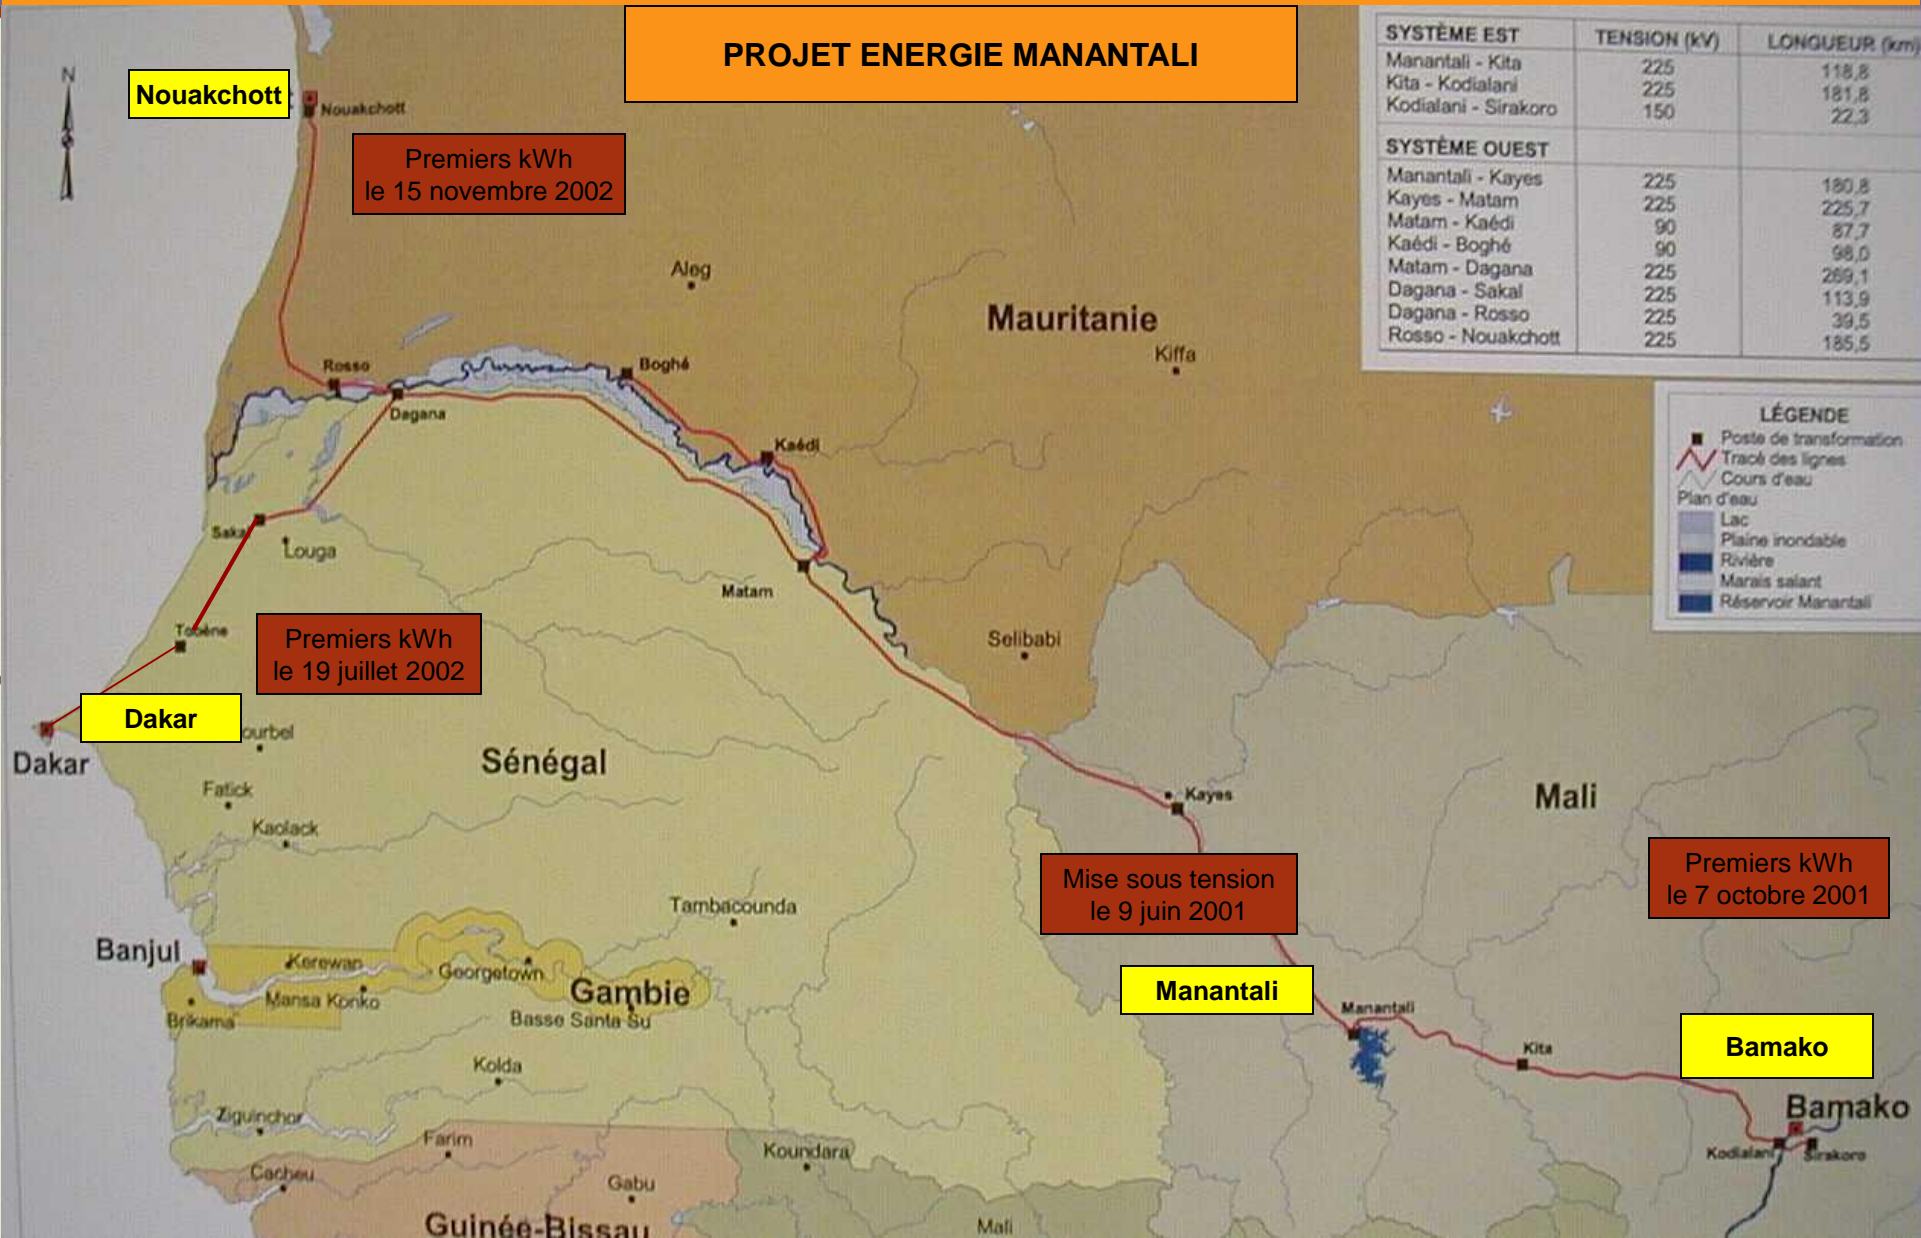 PROJET ENERGIE MANANTALI
SYSTÈME EST TENSION (kV) LONGUEUR (km)
Manantali - Kita 225 118,8
Kita - Kodialani 225 181,8
Kodialani - Sirakoro 150 22,3
SYSTÈME OUEST
Manantali - Kayes 225 180,8
Kayes - Matam 225 225,7
Matam - Kaédi 90 87,7
Kaédi - Boghé 90 98,0
Matam - Dagana 225 269,1
Dagana - Sakal 225 113,9
Dagana - Rosso 225 39,5
Rosso - Nouakchott 225 185,5
LÉGENDE
Poste de transformation
Tracé des lignes
Cours d'eau
Plan d'eau
Lac
Plaine inondable
Rivière
Marais salant
Réservoir Manantali
N
Nouakchott
Nouakchott
Premiers kWh
le 15 novembre 2002
Aleg
Mauritanie
Kiffa
Rosso
Boghé
Dagana
Kaédi
Sakal
Louga
Matam
Tobène
Premiers kWh
le 19 juillet 2002
Selibabi
Dakar
Dakar
ourbel
Sénégal
Fatick
Kaolack
Kayes
Mali
Mise sous tension
le 9 juin 2001
Premiers kWh
le 7 octobre 2001
Tambacounda
Banjul
Kerewan
Georgetown
Gambie
Mansa Konko
Brikama
Basse Santa Su
Manantali
Manantali
Kita
Bamako
Bamako
Kodialani
Sirakoro
Kolda
Ziguinchor
Farim
Koundara
Cacheu
Gabu
Guinée-Bissau
Mali